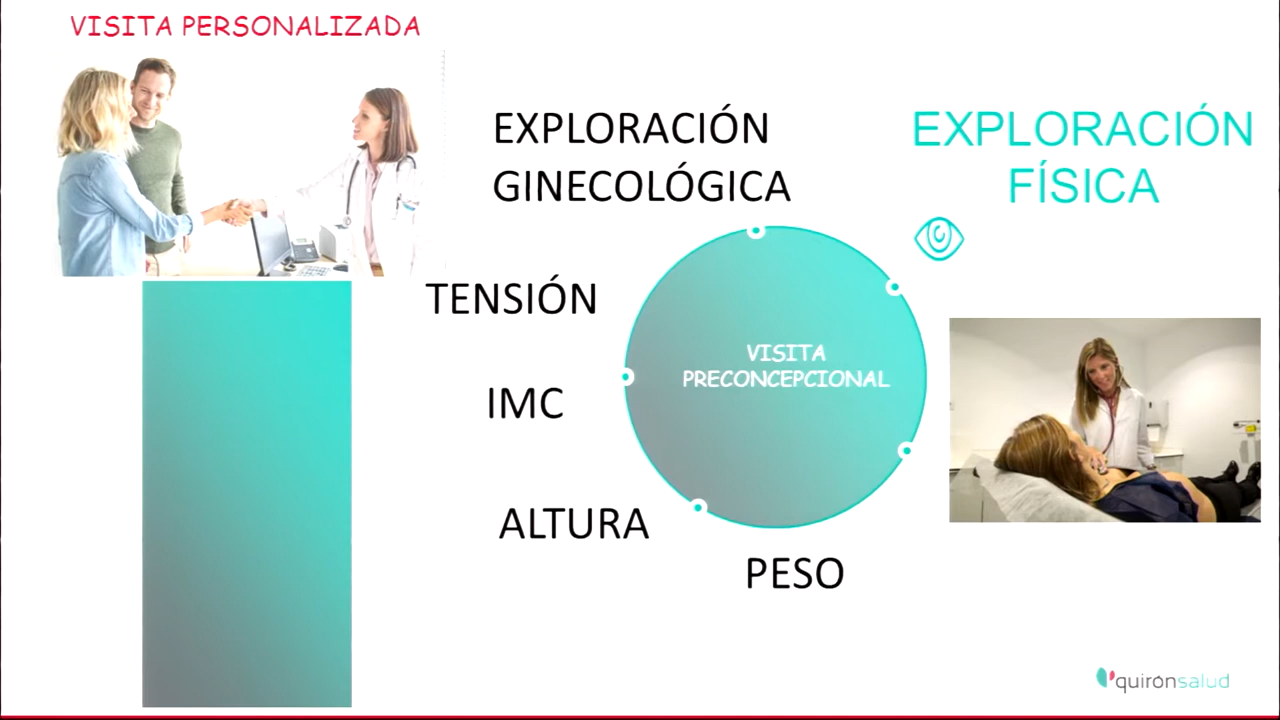 VISITA PERSONALIZADA
EXPLORACIÓN
GINECOLÓGICA
EXPLORACIÓN
FÍSICA
TENSIÓN
VISITA
PRECONCEPCIONAL
IMC
ALTURA
PESO
quirónsalud